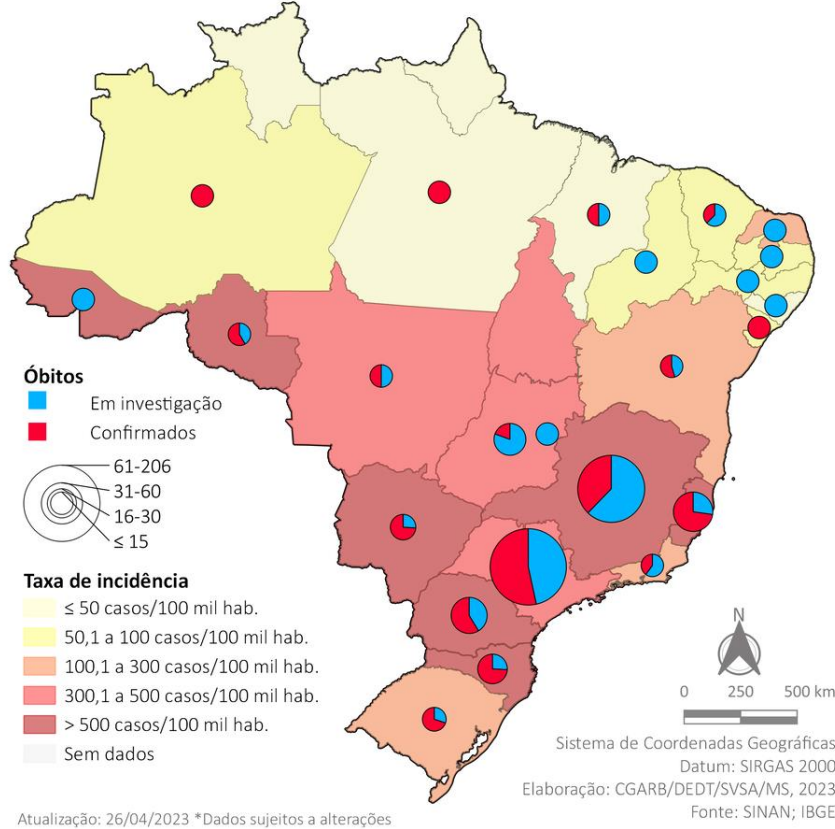 Óbitos
Em investigação
Confirmados
61-206
31-60
16-30
≤ 15
Taxa de incidência
≤ 50 casos/100 mil hab.
50,1 a 100 casos/100 mil hab.
100,1 a 300 casos/100 mil hab.
300,1 a 500 casos/100 mil hab.
> 500 casos/100 mil hab.
Sem dados
N
0 250 500 km
Sistema de Coordenadas Geográficas
Datum: SIRGAS 2000
Elaboração: CGARB/DEDT/SVSA/MS, 2023
Fonte: SINAN; IBGE
Atualização: 26/04/2023 *Dados sujeitos a alterações